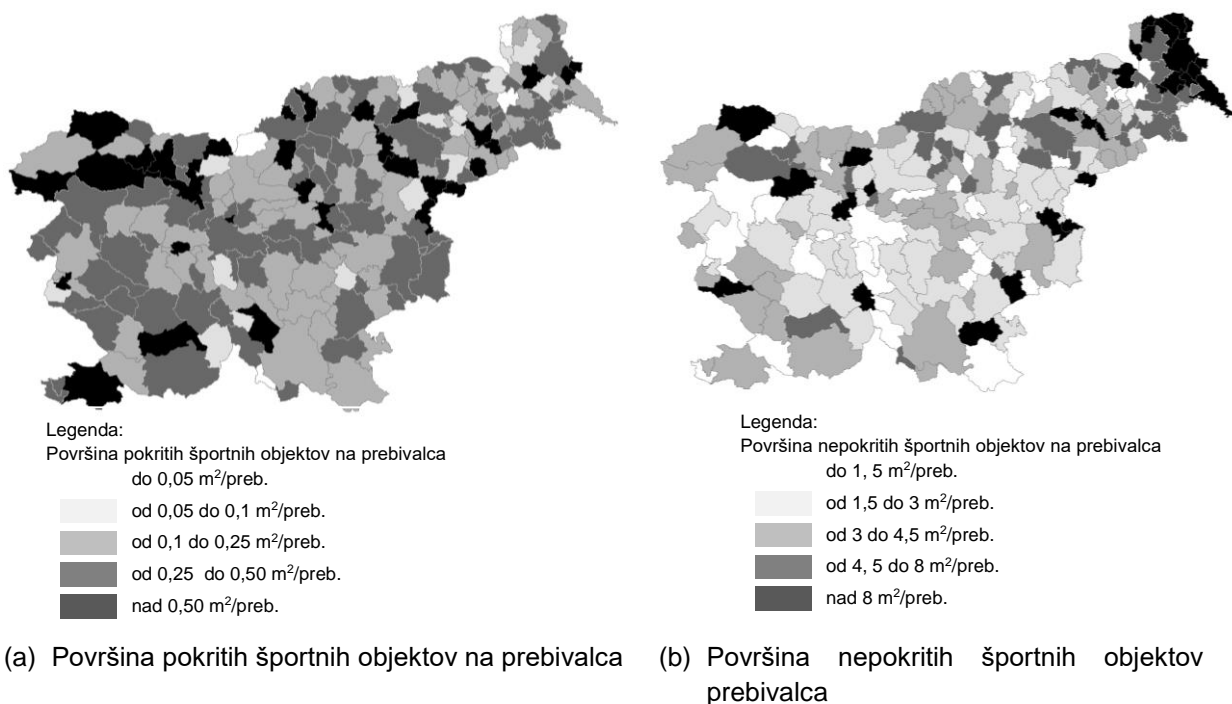 Legenda:
Površina pokritih športnih objektov na prebivalca
do 0,05 m²/preb.
od 0,05 do 0,1 m²/preb.
od 0,1 do 0,25 m²/preb.
od 0,25 do 0,50 m²/preb.
nad 0,50 m²/preb.
(a) Površina pokritih športnih objektov na prebivalca
Legenda:
Površina nepokritih športnih objektov na prebivalca
do 1, 5 m²/preb.
od 1,5 do 3 m²/preb.
od 3 do 4,5 m²/preb.
od 4, 5 do 8 m²/preb.
nad 8 m²/preb.
(b) Površina nepokritih športnih objektov
prebivalca